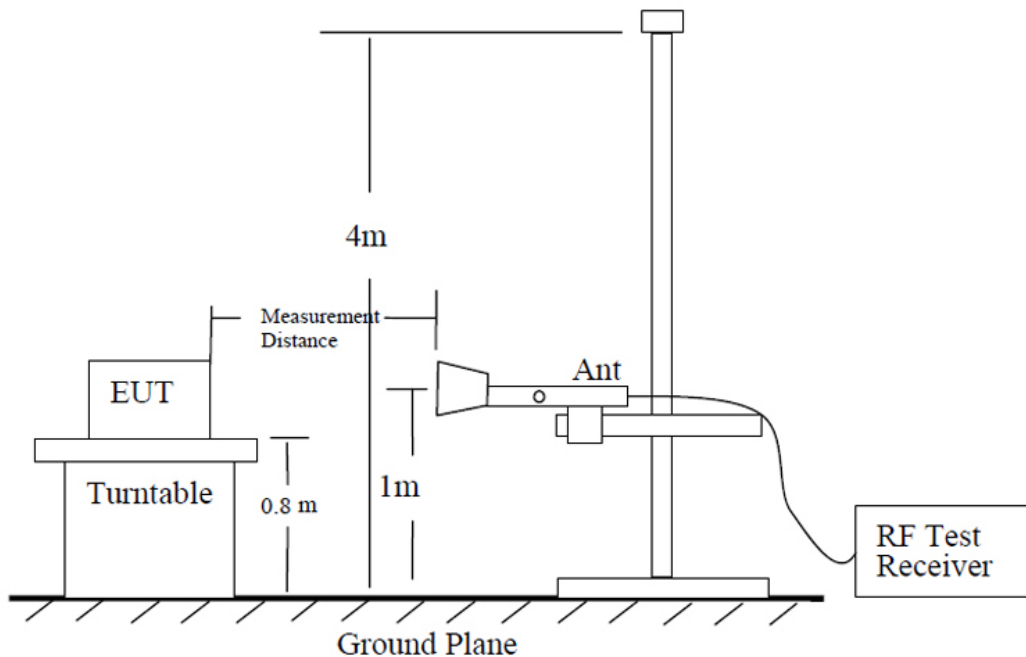 4m
Measurement
Distance
EUT
Ant
Turntable
0.8 m
1m
RF Test
Receiver
Ground Plane